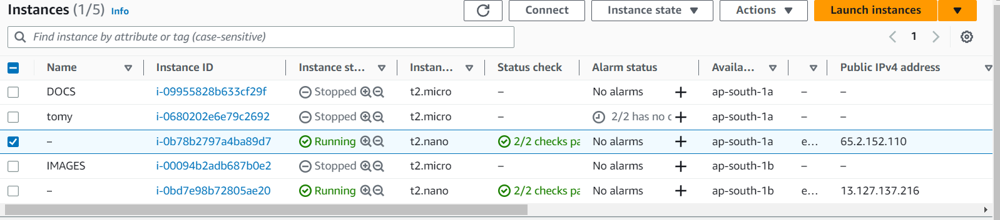 Instances (1/5) Info Connect Instance state Actions Launch instances
Find instance by attribute or tag (case-sensitive) 1
Name Instance ID Instance st... Instan... Status check Alarm status Availa... Public IPv4 address
DOCS i-09955828b633cf29f Stopped t2.micro – No alarms + ap-south-1a – –
tomy i-0680202e6e79c2692 Stopped t2.micro – 2/2 has no c + ap-south-1a – –
– i-0b78b2797a4ba89d7 Running t2.nano 2/2 checks pa No alarms + ap-south-1a e... 65.2.152.110
IMAGES i-00094b2adb687b0e2 Stopped t2.micro – No alarms + ap-south-1b – –
– i-0bd7e98b72805ae20 Running t2.nano 2/2 checks pa No alarms + ap-south-1b e... 13.127.137.216